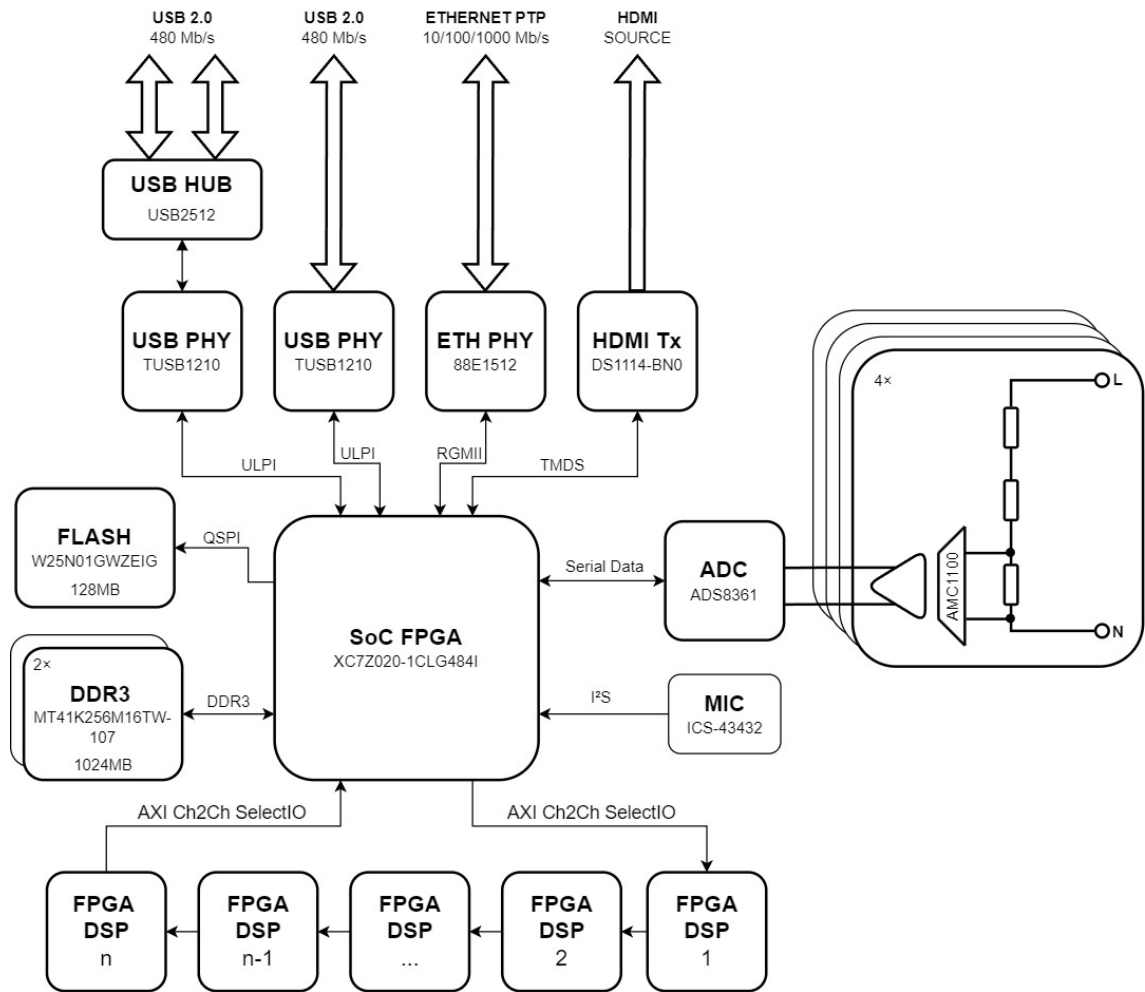 USB 2.0
480 Mb/s
USB 2.0
480 Mb/s
ETHERNET PTP
10/100/1000 Mb/s
HDMI
SOURCE
USB HUB
USB2512
USB PHY
TUSB1210
USB PHY
TUSB1210
ETH PHY
88E1512
HDMI Tx
DS1114-BN0
ULPI
ULPI
RGMII
TMDS
4×
L
AMC1100
N
FLASH
W25N01GWZEIG
128MB
QSPI
SoC FPGA
XC7Z020-1CLG484I
Serial Data
ADC
ADS8361
2×
DDR3
MT41K256M16TW-
107
1024MB
DDR3
I²S
MIC
ICS-43432
AXI Ch2Ch SelectIO
AXI Ch2Ch SelectIO
FPGA
DSP
n
FPGA
DSP
n-1
FPGA
DSP
...
FPGA
DSP
2
FPGA
DSP
1